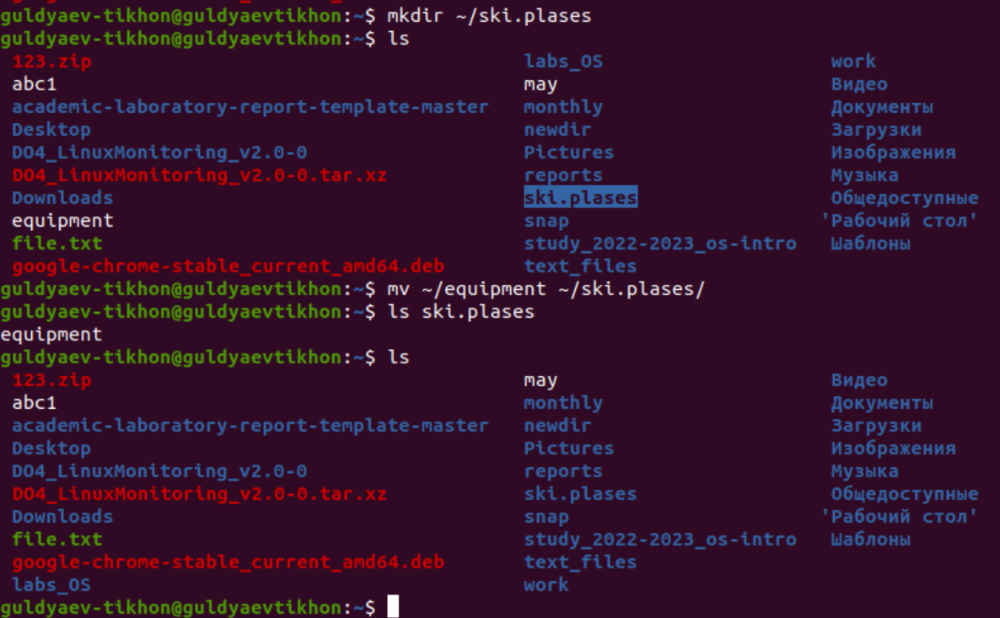 guldyaev-tikhon@guldyaevtikhon:~$ mkdir ~/ski.plases
guldyaev-tikhon@guldyaevtikhon:~$ ls
123.zip labs_OS work
abc1 may Видео
academic-laboratory-report-template-master monthly Документы
Desktop newdir Загрузки
DO4_LinuxMonitoring_v2.0-0 Pictures Изображения
DO4_LinuxMonitoring_v2.0-0.tar.xz reports Музыка
Downloads ski.plases Общедоступные
equipment snap 'Рабочий стол'
file.txt study_2022-2023_os-intro Шаблоны
google-chrome-stable_current_amd64.deb text_files
guldyaev-tikhon@guldyaevtikhon:~$ mv ~/equipment ~/ski.plases/
guldyaev-tikhon@guldyaevtikhon:~$ ls ski.plases
equipment
guldyaev-tikhon@guldyaevtikhon:~$ ls
123.zip may Видео
abc1 monthly Документы
academic-laboratory-report-template-master newdir Загрузки
Desktop Pictures Изображения
DO4_LinuxMonitoring_v2.0-0 reports Музыка
DO4_LinuxMonitoring_v2.0-0.tar.xz ski.plases Общедоступные
Downloads snap 'Рабочий стол'
file.txt study_2022-2023_os-intro Шаблоны
google-chrome-stable_current_amd64.deb text_files
labs_OS work
guldyaev-tikhon@guldyaevtikhon:~$